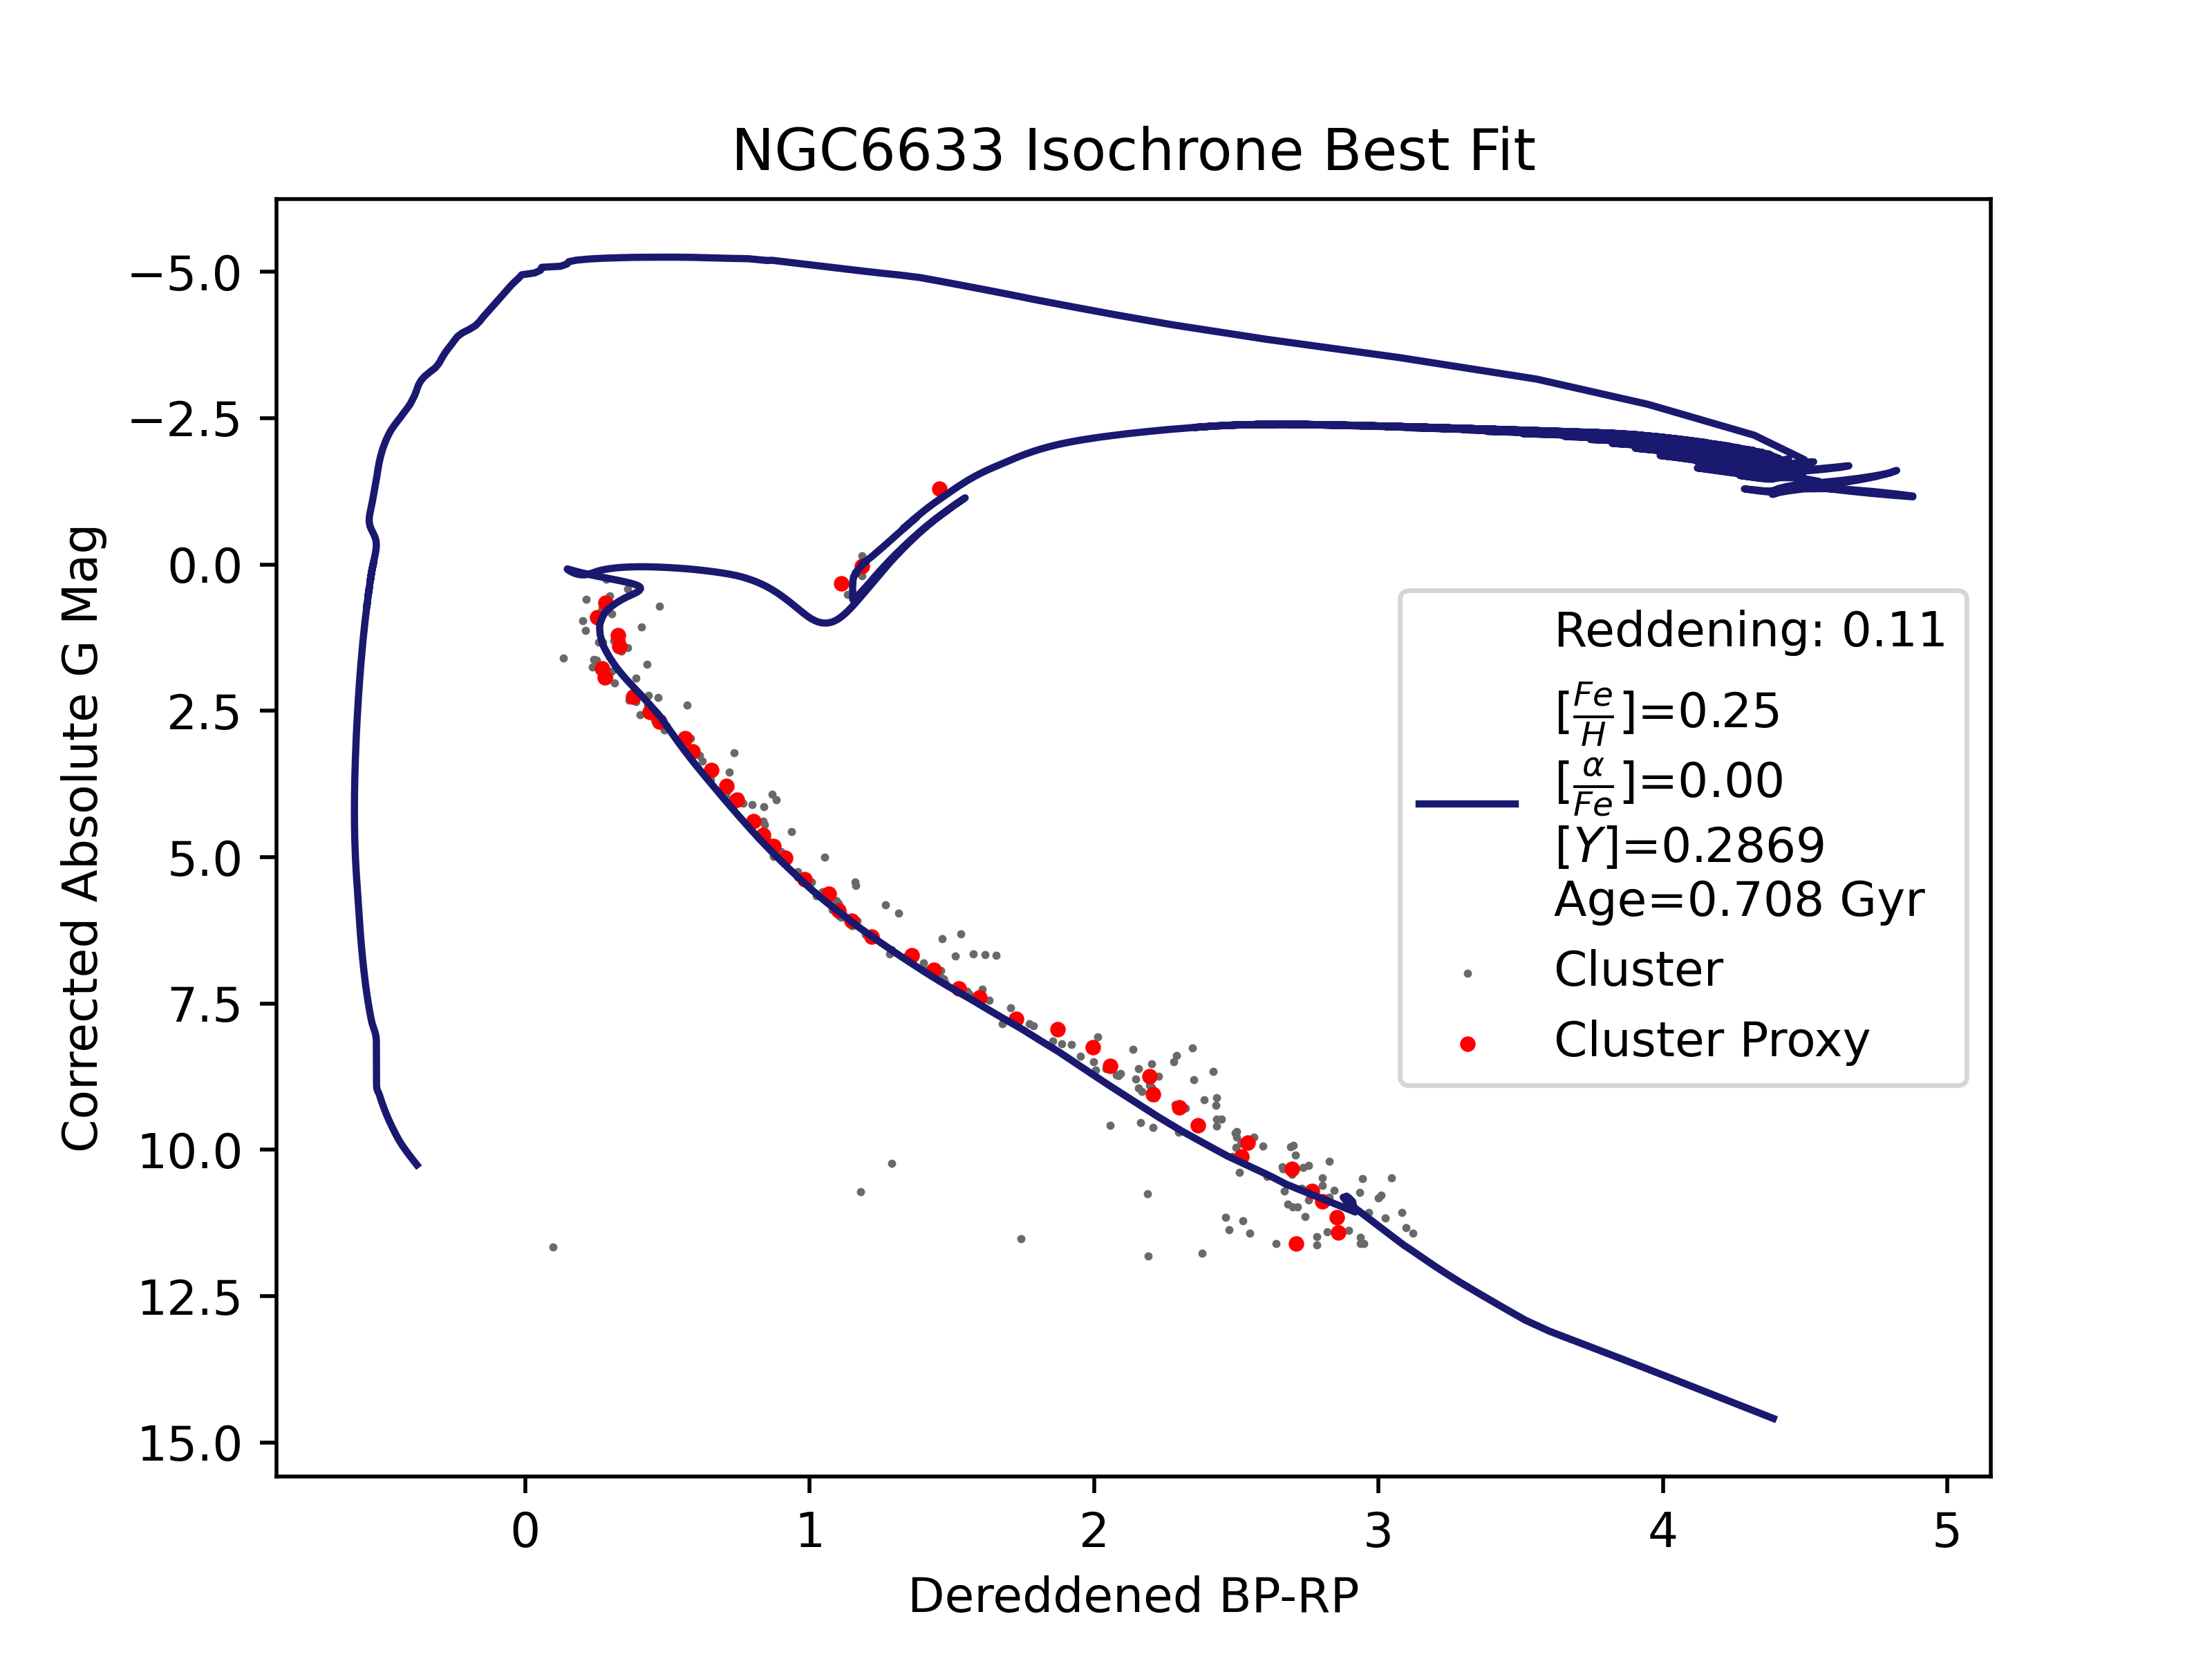 NGC6633 Isochrone Best Fit
Corrected Absolute G Mag
−5.0
−2.5
0.0
2.5
5.0
7.5
10.0
12.5
15.0
Reddening: 0.11
[Fe/H]=0.25
[α/Fe]=0.00
[Y]=0.2869
Age=0.708 Gyr
Cluster
Cluster Proxy
0 1 2 3 4 5
Dereddened BP-RP